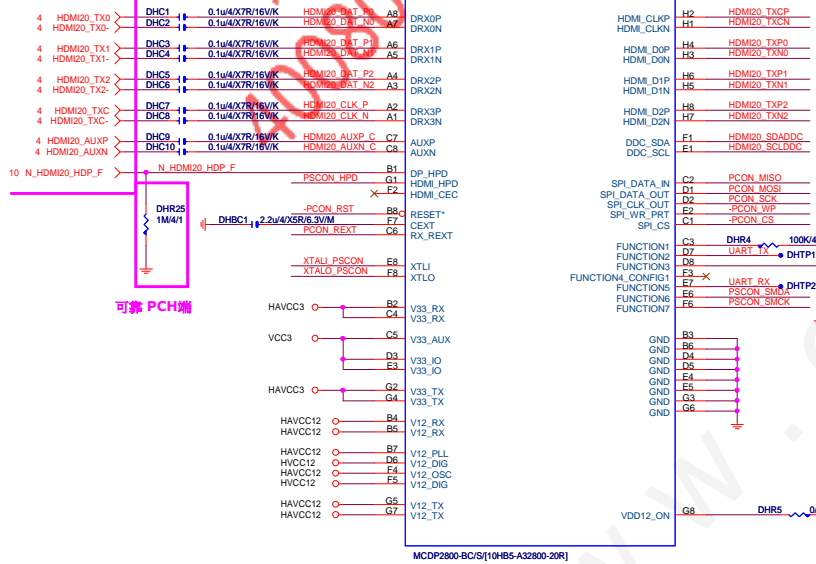 4 HDMI20_TX0 DHC1 0.1u/4/X7R/16V/K HDMI20_DAT_P0 A8 DRX0P HDMI_CLKP H2 HDMI20_TXCP
4 HDMI20_TX0- DHC2 0.1u/4/X7R/16V/K HDMI20_DAT_N0 A7 DRX0N HDMI_CLKN H1 HDMI20_TXCN
4 HDMI20_TX1 DHC3 0.1u/4/X7R/16V/K HDMI20_DAT_P1 A6 DRX1P HDMI_D0P H4 HDMI20_TXP0
4 HDMI20_TX1- DHC4 0.1u/4/X7R/16V/K HDMI20_DAT_N1 A5 DRX1N HDMI_D0N H3 HDMI20_TXN0
4 HDMI20_TX2 DHC5 0.1u/4/X7R/16V/K HDMI20_DAT_P2 A4 DRX2P HDMI_D1P H6 HDMI20_TXP1
4 HDMI20_TX2- DHC6 0.1u/4/X7R/16V/K HDMI20_DAT_N2 A3 DRX2N HDMI_D1N H5 HDMI20_TXN1
4 HDMI20_TXC DHC7 0.1u/4/X7R/16V/K HDMI20_CLK_P A2 DRX3P HDMI_D2P H8 HDMI20_TXP2
4 HDMI20_TXC- DHC8 0.1u/4/X7R/16V/K HDMI20_CLK_N A1 DRX3N HDMI_D2N H7 HDMI20_TXN2
4 HDMI20_AUXP DHC9 0.1u/4/X7R/16V/K HDMI20_AUXP_C C7 AUXP DDC_SDA F1 HDMI20_SDADDC
4 HDMI20_AUXN DHC10 0.1u/4/X7R/16V/K HDMI20_AUXN_C C8 AUXN DDC_SCL E1 HDMI20_SCLDDC
10 N_HDMI20_HDP_F N_HDMI20_HDP_F B1 DP_HPD
PSCON_HPD G1 HDMI_HPD SPI_DATA_IN C2 PCON_MISO
F2 HDMI_CEC SPI_DATA_OUT D1 PCON_MOSI
SPI_CLK_OUT D2 PCON_SCK
DHR25 -PCON_RST B8 RESET* SPI_WR_PRT E2 -PCON_WP
1M/4/1 DHBC1 2.2u/4/X5R/6.3V/M F7 CEXT SPI_CS C1 -PCON_CS
PCON_REXT C6 RX_REXT
FUNCTION1 C3 DHR4 100K/4
FUNCTION2 D7 UART_TX DHTP1
XTALI_PSCON E8 XTLI FUNCTION3 D8
XTALO_PSCON F8 XTLO FUNCTION4_CONFIG1 F3
FUNCTION5 E7 UART_RX DHTP2
FUNCTION6 E6 PSCON_SMDA
可靠 PCH端 HAVCC3 B2 V33_RX FUNCTION7 F6 PSCON_SMCK
C4 V33_RX
VCC3 C5 V33_AUX GND B3
GND B6
D3 V33_IO GND D4
E3 V33_IO GND D5
GND E4
HAVCC3 G2 V33_TX GND E5
G4 V33_TX GND G3
GND G6
HAVCC12 B4 V12_RX
HAVCC12 B5 V12_RX
HAVCC12 B7 V12_PLL
HVCC12 D6 V12_DIG
HAVCC12 F4 V12_OSC
HVCC12 F5 V12_DIG
HAVCC12 G5 V12_TX
HAVCC12 G7 V12_TX VDD12_ON G8 DHR5
MCDP2800-BC/S/[10HB5-A32800-20R]